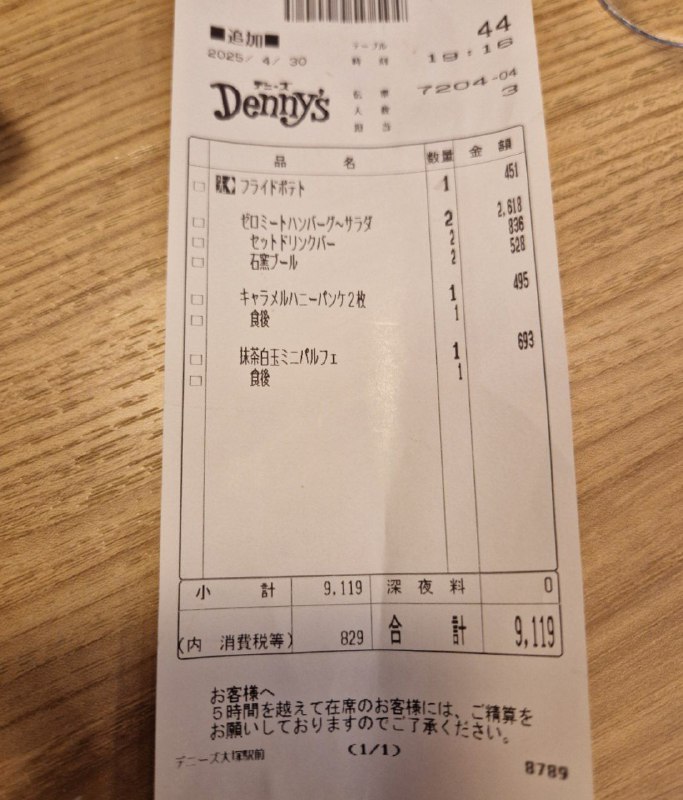 ■追加■ テーブル 44
2025/ 4/ 30 時刻 19:16
デニーズ
Denny's
伝票 7204-04
人数 3
担当
品名 数量 金額
フライドポテト 1 451
ゼロミートハンバーグ~サラダ 2 2,618
セットドリンクバー 2 836
石窯ブール 2 528
キャラメルハニーパンケ2枚 1 495
食後 1
抹茶白玉ミニパルフェ 1 693
食後 1
小計 9,119 深夜料 0
(内 消費税等) 829 合計 9,119
お客様へ
5時間を越えて在席のお客様には、ご精算を
お願いしておりますのでご了承ください。
デニーズ大塚駅前 (1/1) 8789